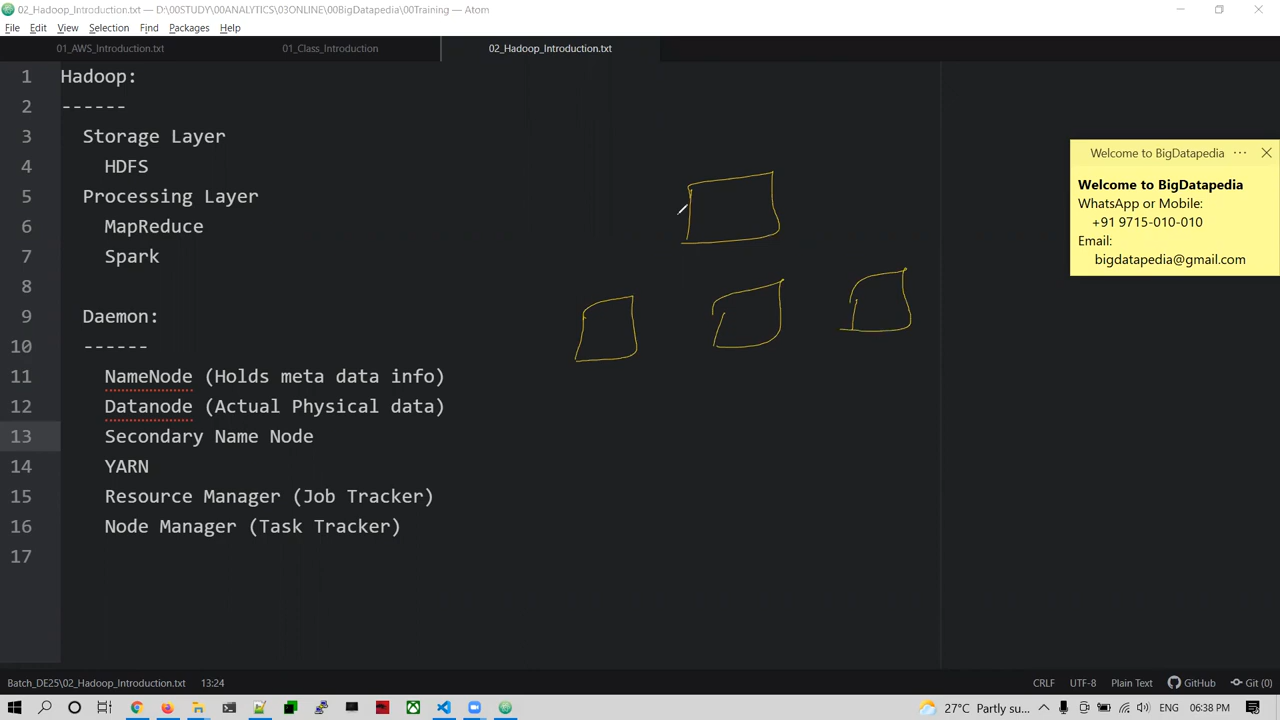 02_Hadoop_Introduction.txt — D:\00STUDY\00ANALYTICS\03ONLINE\00BigDatapedia\00Training — Atom
File Edit View Selection Find Packages Help
01_AWS_Introduction.txt 01_Class_Introduction 02_Hadoop_Introduction.txt
1 Hadoop:
2 ------
3 Storage Layer
4 HDFS
5 Processing Layer
6 MapReduce
7 Spark
8
9 Daemon:
10 ------
11 NameNode (Holds meta data info)
12 Datanode (Actual Physical data)
13 Secondary Name Node
14 YARN
15 Resource Manager (Job Tracker)
16 Node Manager (Task Tracker)
17
Welcome to BigDatapedia ···
Welcome to BigDatapedia
WhatsApp or Mobile:
+91 9715-010-010
Email:
bigdatapedia@gmail.com
Batch_DE25\02_Hadoop_Introduction.txt 13:24 CRLF UTF-8 Plain Text GitHub Git (0)
27°C Partly su... ENG 06:38 PM